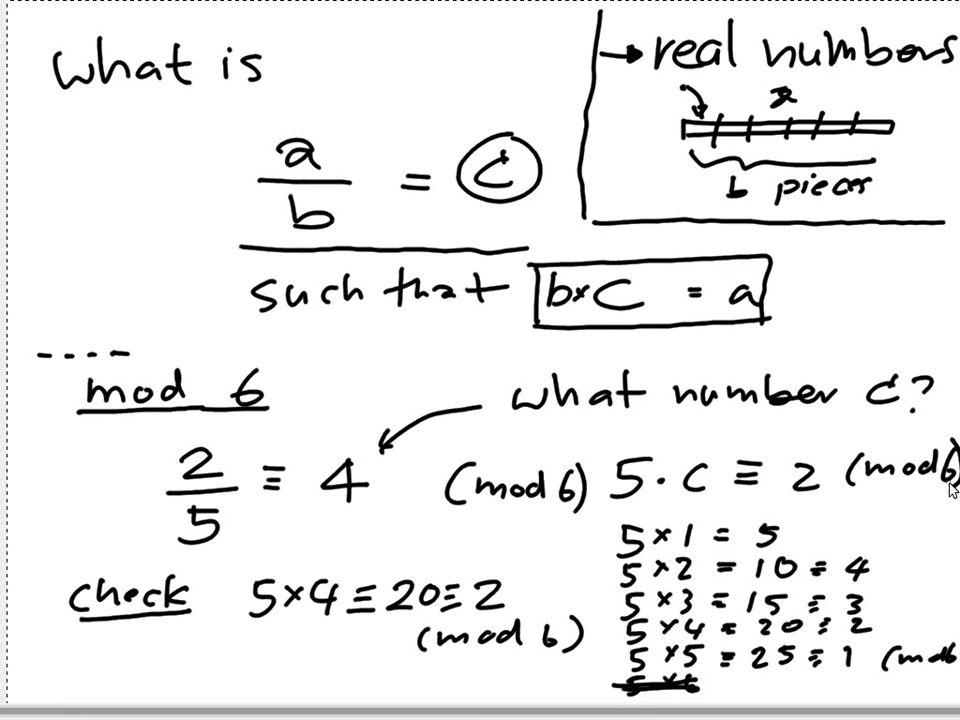 what is
a
b
= c
such that b×c = a
→ real numbers
a
b pieces
mod 6
what number c?
2
5
≡ 4 (mod 6)
5 · c ≡ 2 (mod 6)
5 × 1 = 5
5 × 2 = 10 ≡ 4
5 × 3 = 15 ≡ 3
5 × 4 = 20 ≡ 2
5 × 5 = 25 ≡ 1 (mod 6
check 5×4 ≡ 20 ≡ 2
(mod 6)